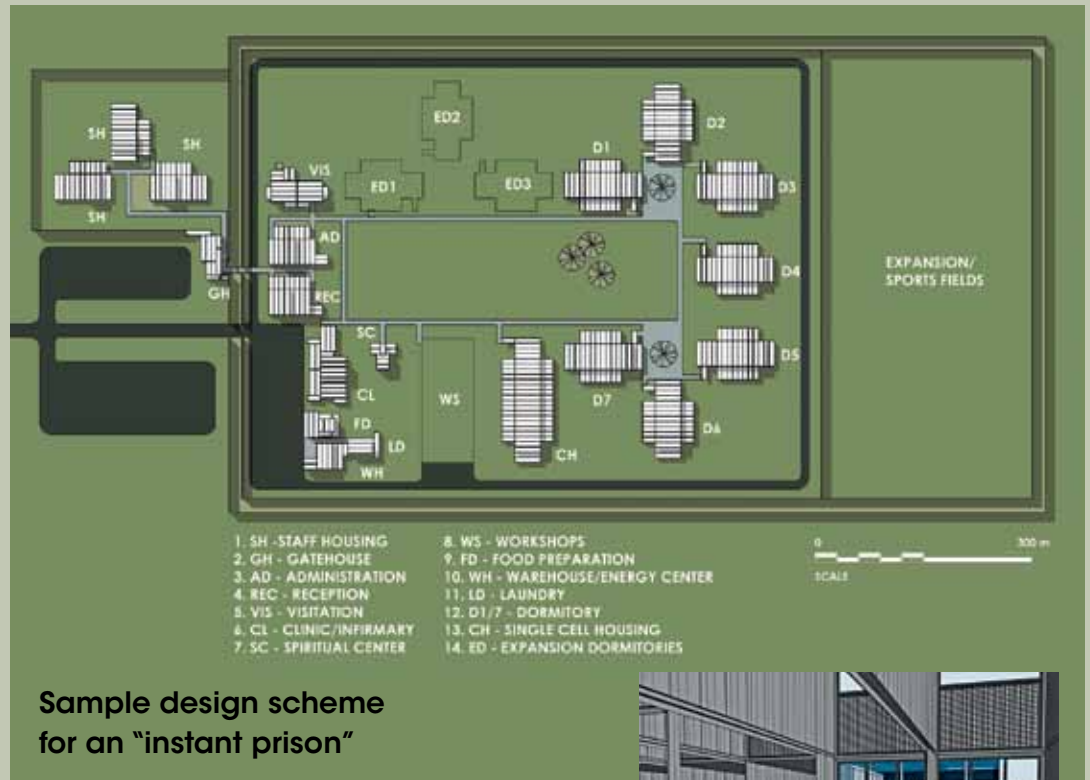 SH
SH
SH
GH
VIS
AD
REC
ED2
ED1
ED3
D1
D2
D3
D4
D5
D6
D7
SC
CL
FD
LD
WH
WS
CH
EXPANSION/
SPORTS FIELDS
1. SH -STAFF HOUSING
2. GH - GATEHOUSE
3. AD - ADMINISTRATION
4. REC - RECEPTION
5. VIS - VISITATION
6. CL - CLINIC/INFIRMARY
7. SC - SPIRITUAL CENTER
8. WS - WORKSHOPS
9. FD - FOOD PREPARATION
10. WH - WAREHOUSE/ENERGY CENTER
11. LD - LAUNDRY
12. D1/7 - DORMITORY
13. CH - SINGLE CELL HOUSING
14. ED - EXPANSION DORMITORIES
0 300 m
SCALE
Sample design scheme
for an “instant prison”